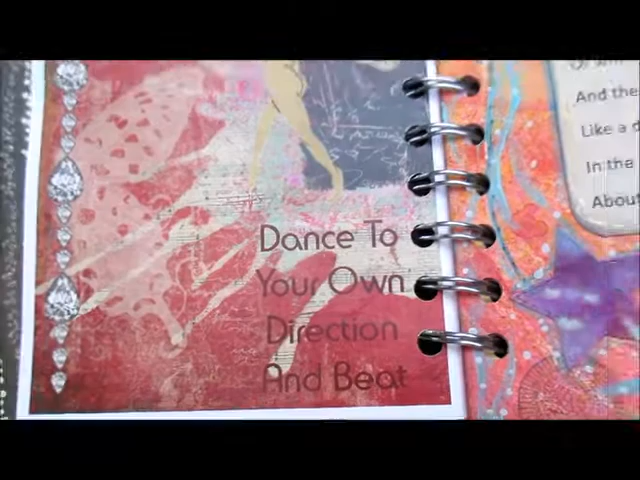 Dance To
Your Own
Direction
And Beat
And the
Like a d
In the
About